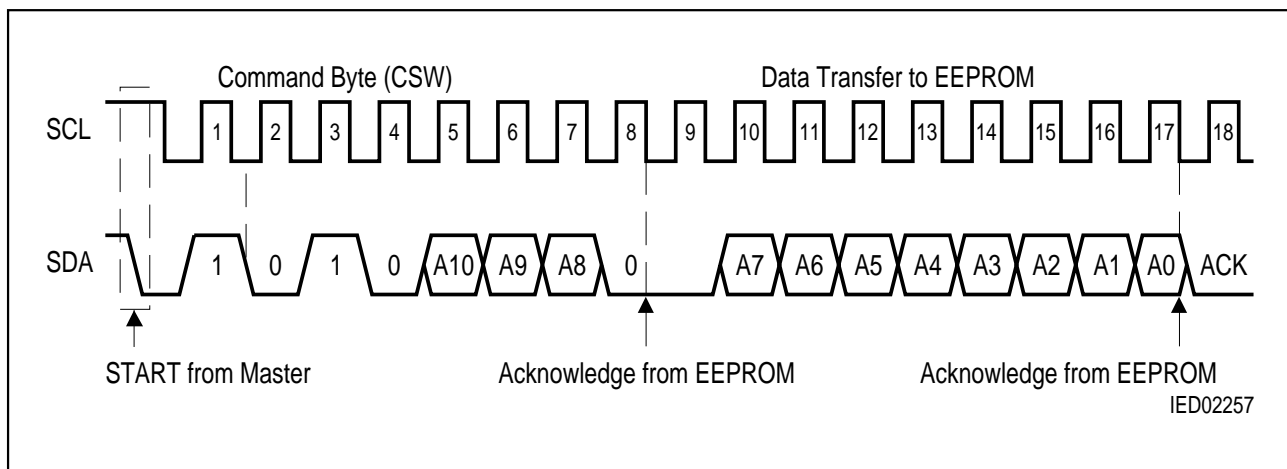 Command Byte (CSW) Data Transfer to EEPROM
SCL 1 2 3 4 5 6 7 8 9 10 11 12 13 14 15 16 17 18
SDA 1 0 1 0 A10 A9 A8 0 A7 A6 A5 A4 A3 A2 A1 A0 ACK
START from Master Acknowledge from EEPROM Acknowledge from EEPROM
IED02257